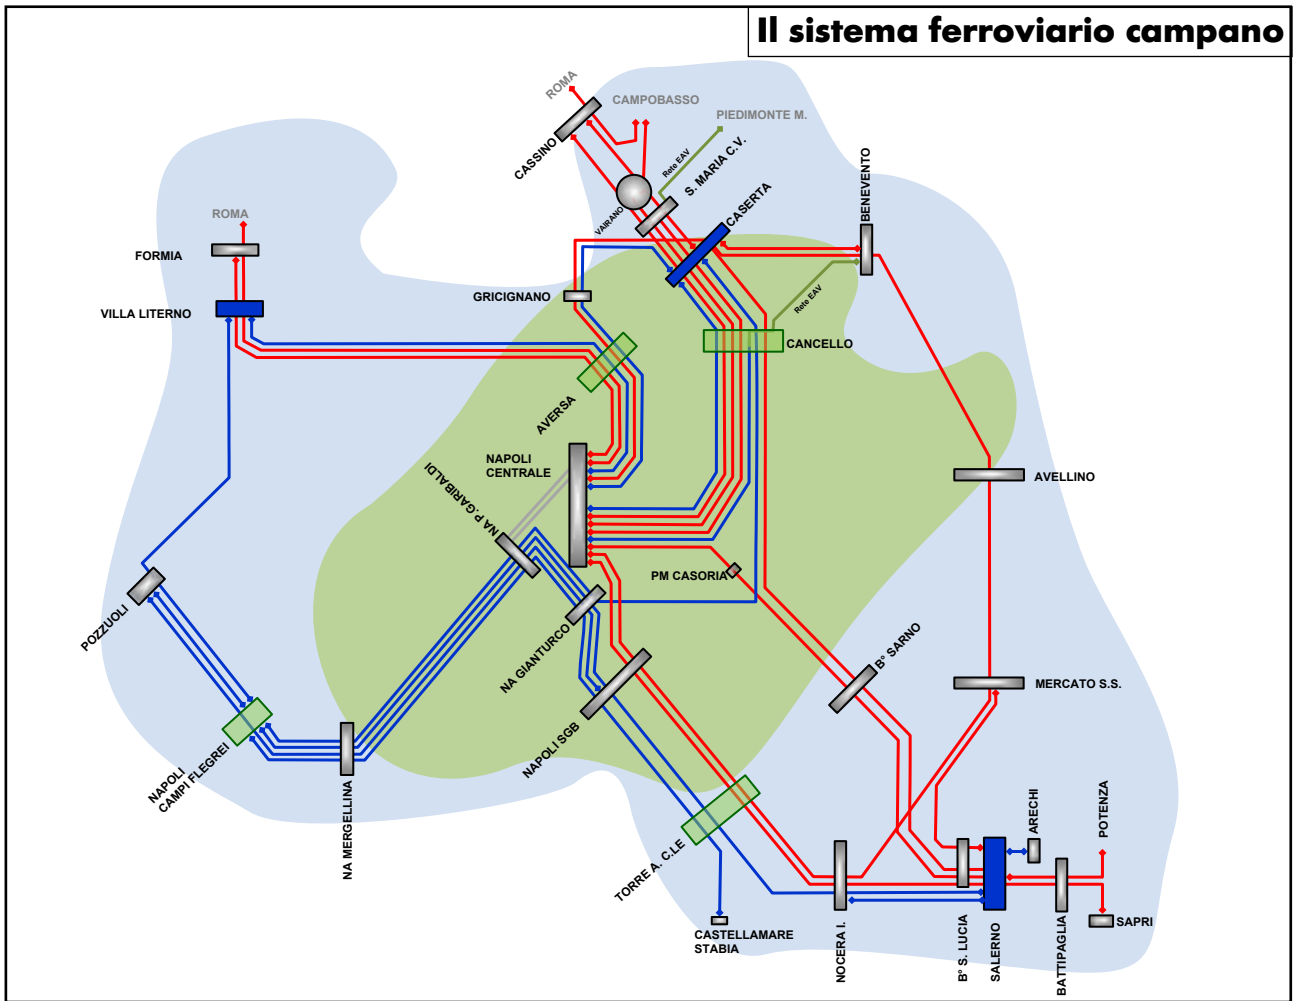 Il sistema ferroviario campano
ROMA
CAMPOBASSO
PIEDIMONTE M.
CASSINO
Rete EAV
S. MARIA C.V.
BENEVENTO
VAIRANO
CASERTA
ROMA
FORMIA
GRICIGNANO
Rete EAV
VILLA LITERNO
CANCELLO
AVERSA
NAPOLI
CENTRALE
NA P.GARIBALDI
AVELLINO
PM CASORIA
POZZUOLI
NA GIANTURCO
B° SARNO
MERCATO S.S.
NAPOLI
CAMPI FLEGREI
NAPOLI SGB
NA MERGELLINA
TORRE A. C.LE
ARECHI
POTENZA
CASTELLAMARE
STABIA
NOCERA I.
B° S. LUCIA
SALERNO
BATTIPAGLIA
SAPRI